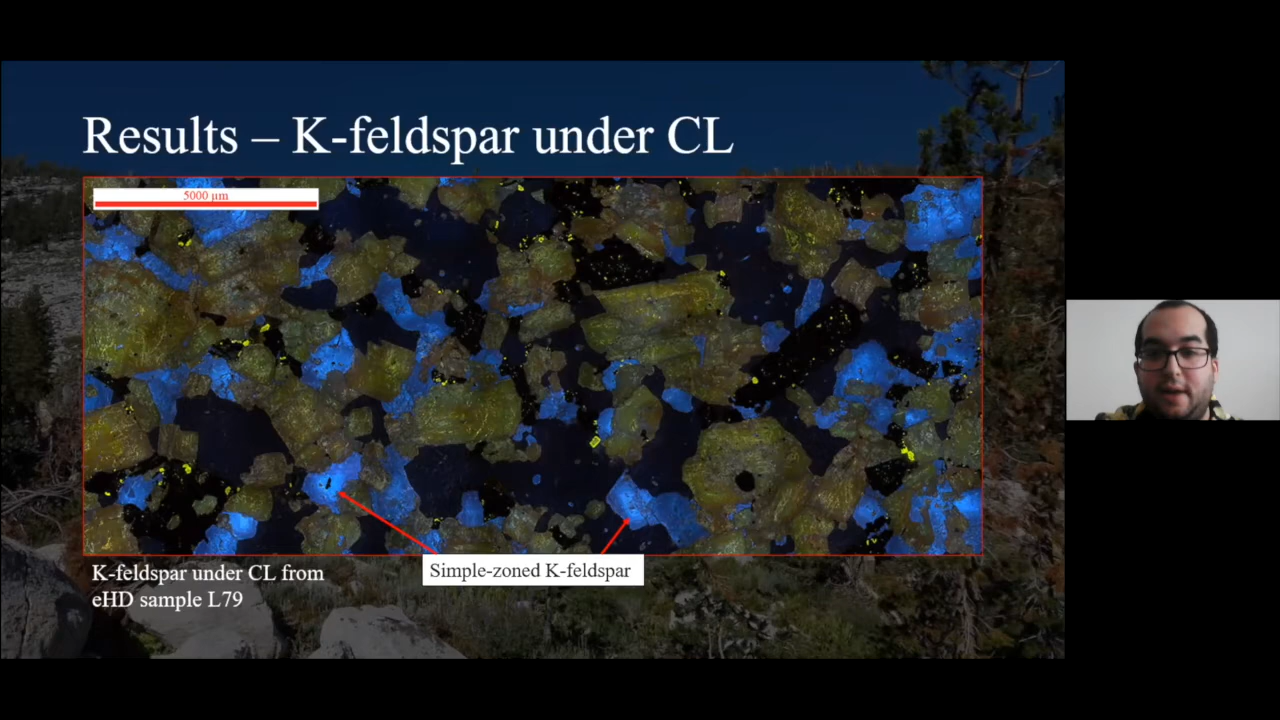 Results – K-feldspar under CL
5000 µm
Simple-zoned K-feldspar
K-feldspar under CL from
eHD sample L79